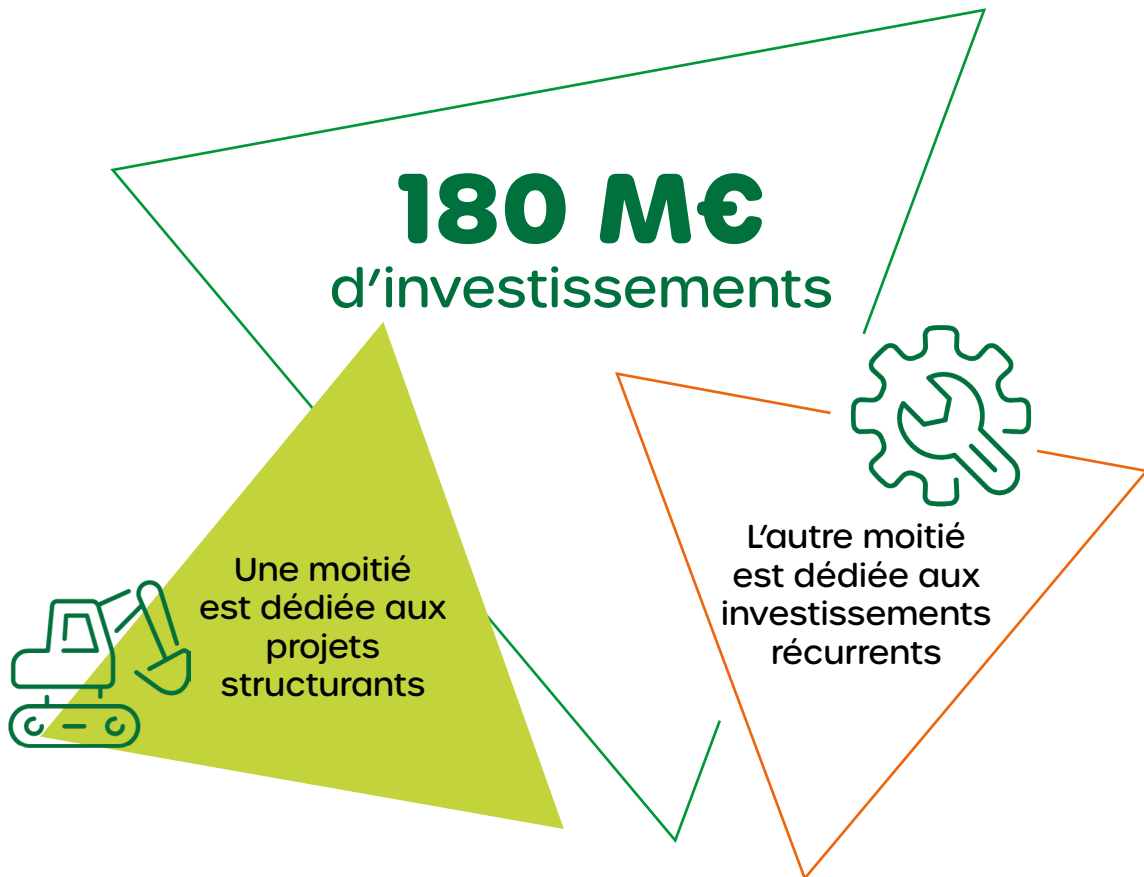 180 M€
d'investissements
Une moitié
est dédiée aux
projets
structurants
L'autre moitié
est dédiée aux
investissements
récurrents